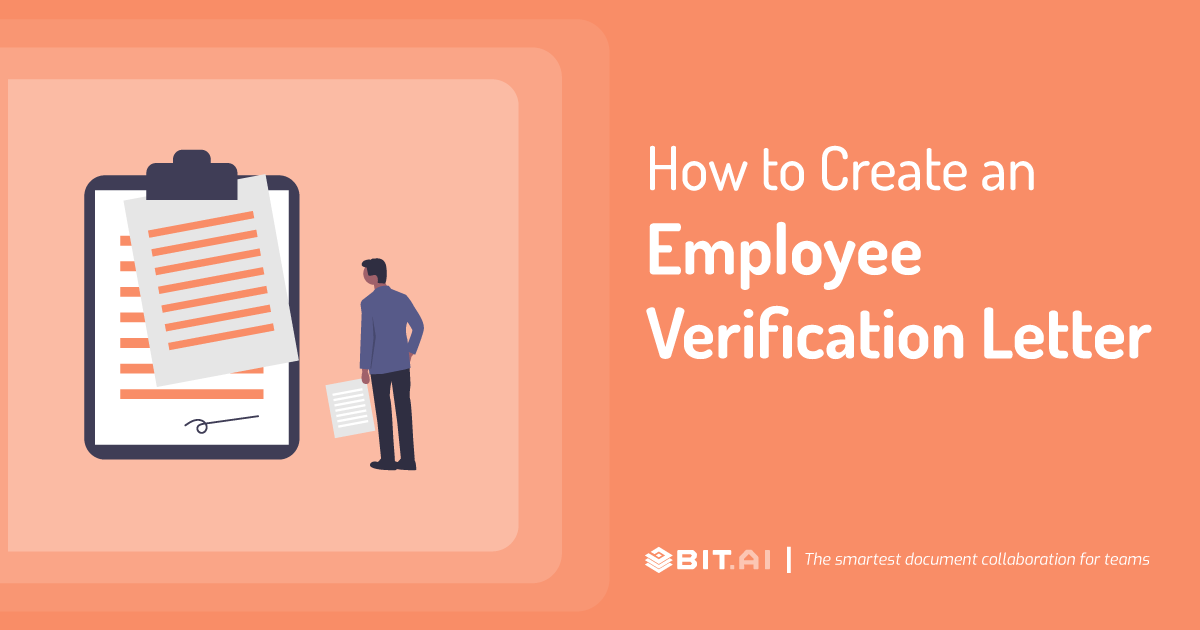 How to Create an
Employee
Verification Letter
BIT.AI | The smartest document collaboration for teams